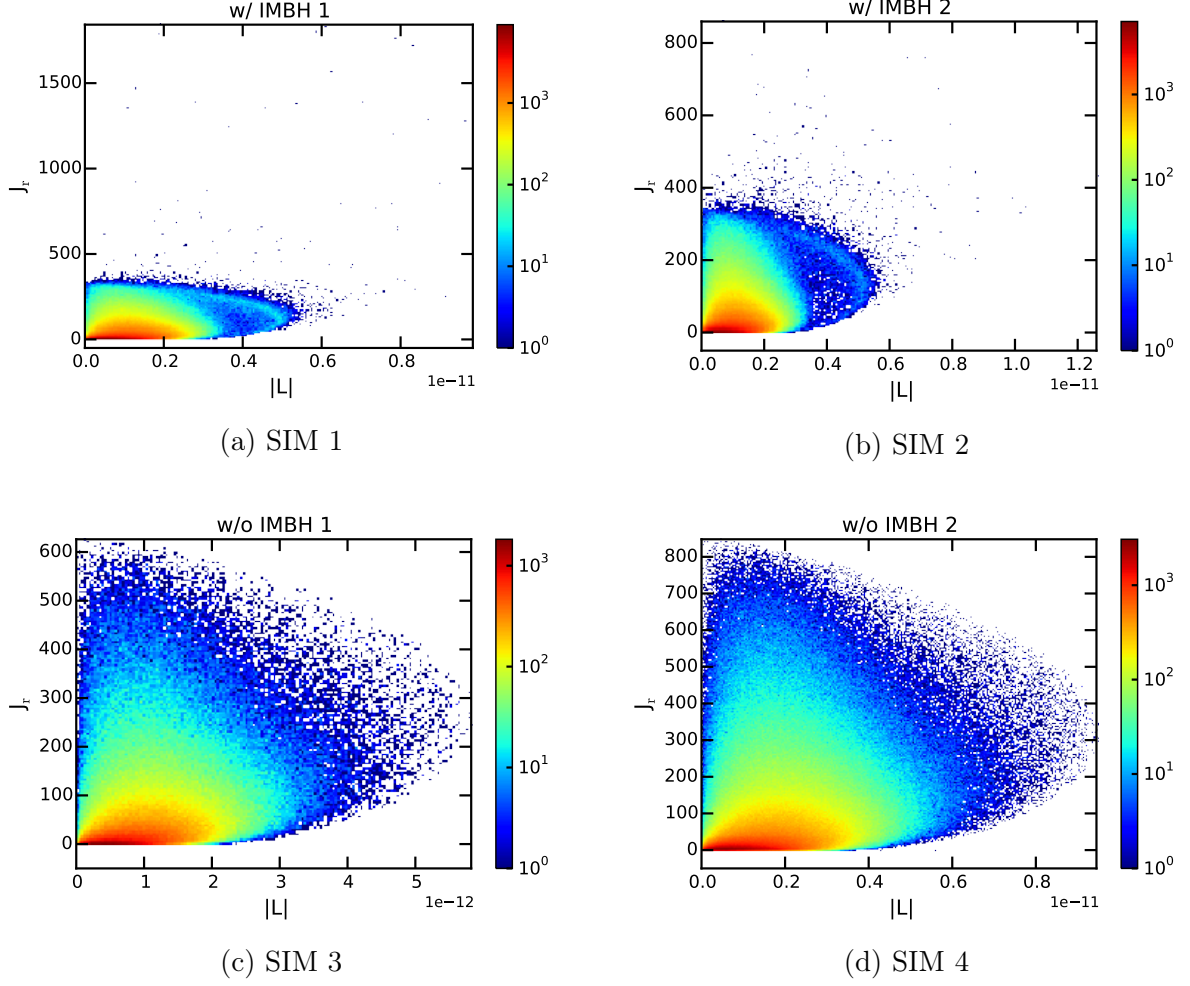 w/ IMBH 1
1500
1000
500
0
J_r
0.0 0.2 0.4 0.6 0.8
1e−11
|L|
10^3
10^2
10^1
10^0
(a) SIM 1
w/ IMBH 2
800
600
400
200
0
J_r
0.0 0.2 0.4 0.6 0.8 1.0 1.2
1e−11
|L|
10^3
10^2
10^1
10^0
(b) SIM 2
w/o IMBH 1
600
500
400
300
200
100
0
J_r
0 1 2 3 4 5
1e−12
|L|
10^3
10^2
10^1
10^0
(c) SIM 3
w/o IMBH 2
800
700
600
500
400
300
200
100
0
J_r
0.0 0.2 0.4 0.6 0.8
1e−11
|L|
10^3
10^2
10^1
10^0
(d) SIM 4